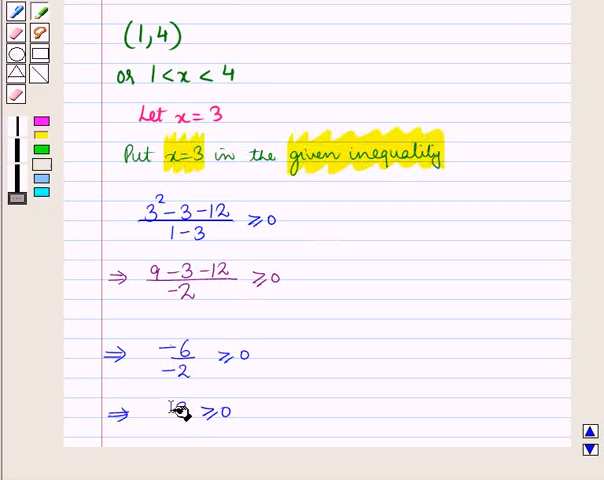 (1,4)
or 1 < x < 4
Let x = 3
Put x=3 in the given inequality
3² - 3 - 12 / 1 - 3 ⩾ 0
⇒ 9 - 3 - 12 / -2 ⩾ 0
⇒ -6 / -2 ⩾ 0
⇒ ⩾ 0